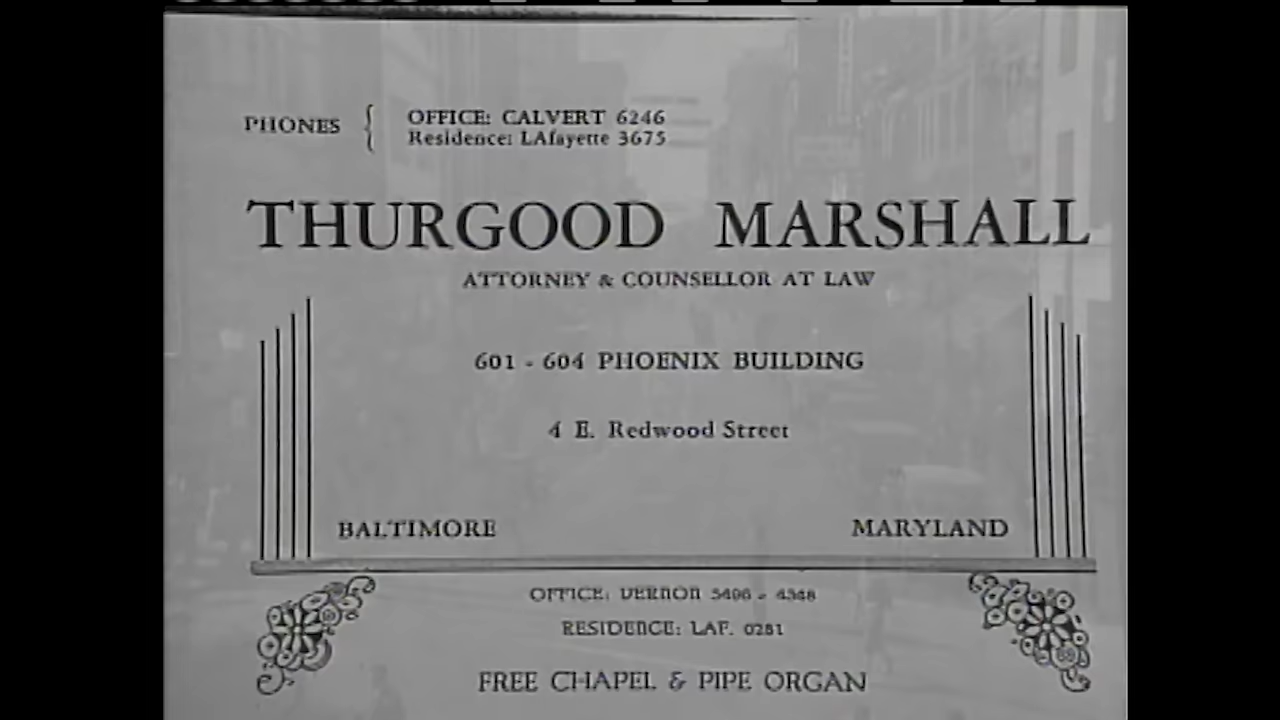 PHONES { OFFICE: CALVERT 6246
Residence: LAfayette 3675
THURGOOD MARSHALL
ATTORNEY & COUNSELLOR AT LAW
601 - 604 PHOENIX BUILDING
4 E. Redwood Street
BALTIMORE MARYLAND
OFFICE: VERNON 5496 - 4348
RESIDENCE: LAF. 0281
FREE CHAPEL & PIPE ORGAN